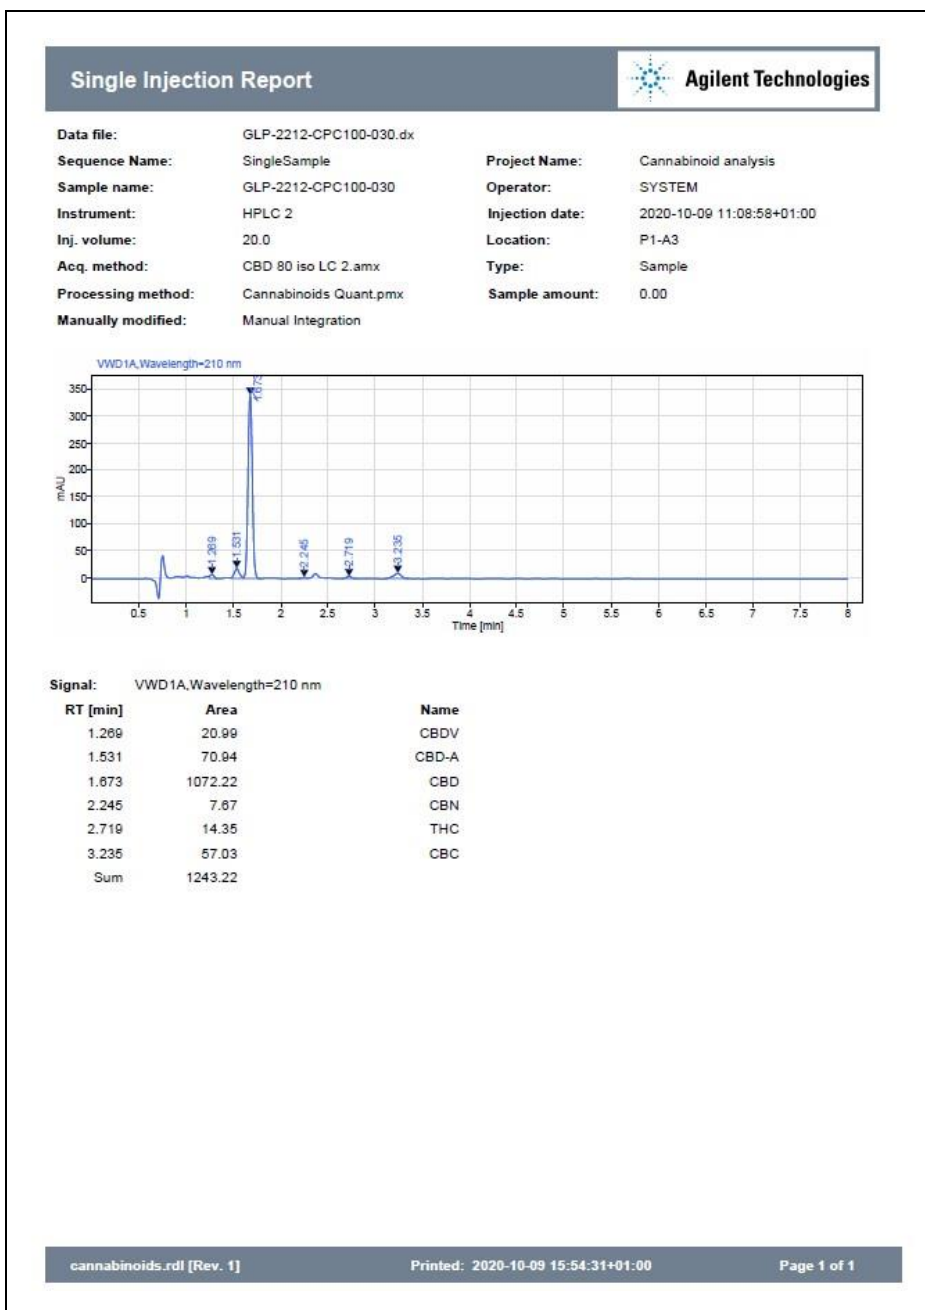 Single Injection Report
Agilent Technologies
Data file: GLP-2212-CPC100-030.dx
Sequence Name: SingleSample Project Name: Cannabinoid analysis
Sample name: GLP-2212-CPC100-030 Operator: SYSTEM
Instrument: HPLC 2 Injection date: 2020-10-09 11:08:58+01:00
Inj. volume: 20.0 Location: P1-A3
Acq. method: CBD 80 iso LC 2.amx Type: Sample
Processing method: Cannabinoids Quant.pmx Sample amount: 0.00
Manually modified: Manual Integration
VWD1A,Wavelength=210 nm
350
300
250
200
150
100
50
0
mAU
1.269
1.531
1.673
2.245
2.719
3.235
0.5 1 1.5 2 2.5 3 3.5 4 4.5 5 5.5 6 6.5 7 7.5 8
Time [min]
Signal: VWD1A,Wavelength=210 nm
RT [min] Area Name
1.269 20.99 CBDV
1.531 70.94 CBD-A
1.673 1072.22 CBD
2.245 7.67 CBN
2.719 14.35 THC
3.235 57.03 CBC
Sum 1243.22
cannabinoids.rdl [Rev. 1] Printed: 2020-10-09 15:54:31+01:00 Page 1 of 1